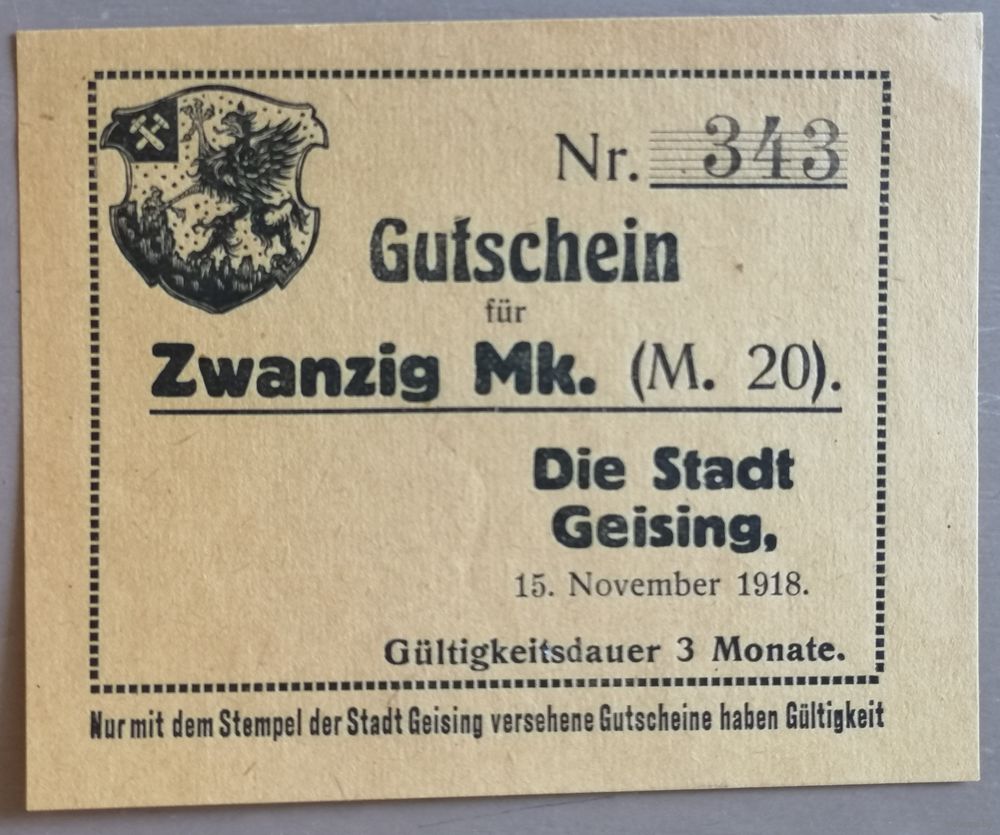 Nr. 343
Gutschein
für
Zwanzig Mk. (M. 20).
Die Stadt
Geising,
15. November 1918.
Gültigkeitsdauer 3 Monate.
Nur mit dem Stempel der Stadt Geising versehene Gutscheine haben Gültigkeit